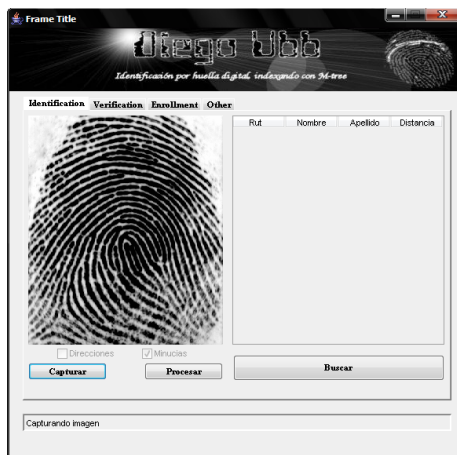 Frame Title
Diego Ubb
Identificación por huella digital, indexando con M-tree
Identification Verification Enrollment Other
Rut Nombre Apellido Distancia
Direcciones Minucias
Capturar Procesar Buscar
Capturando imagen